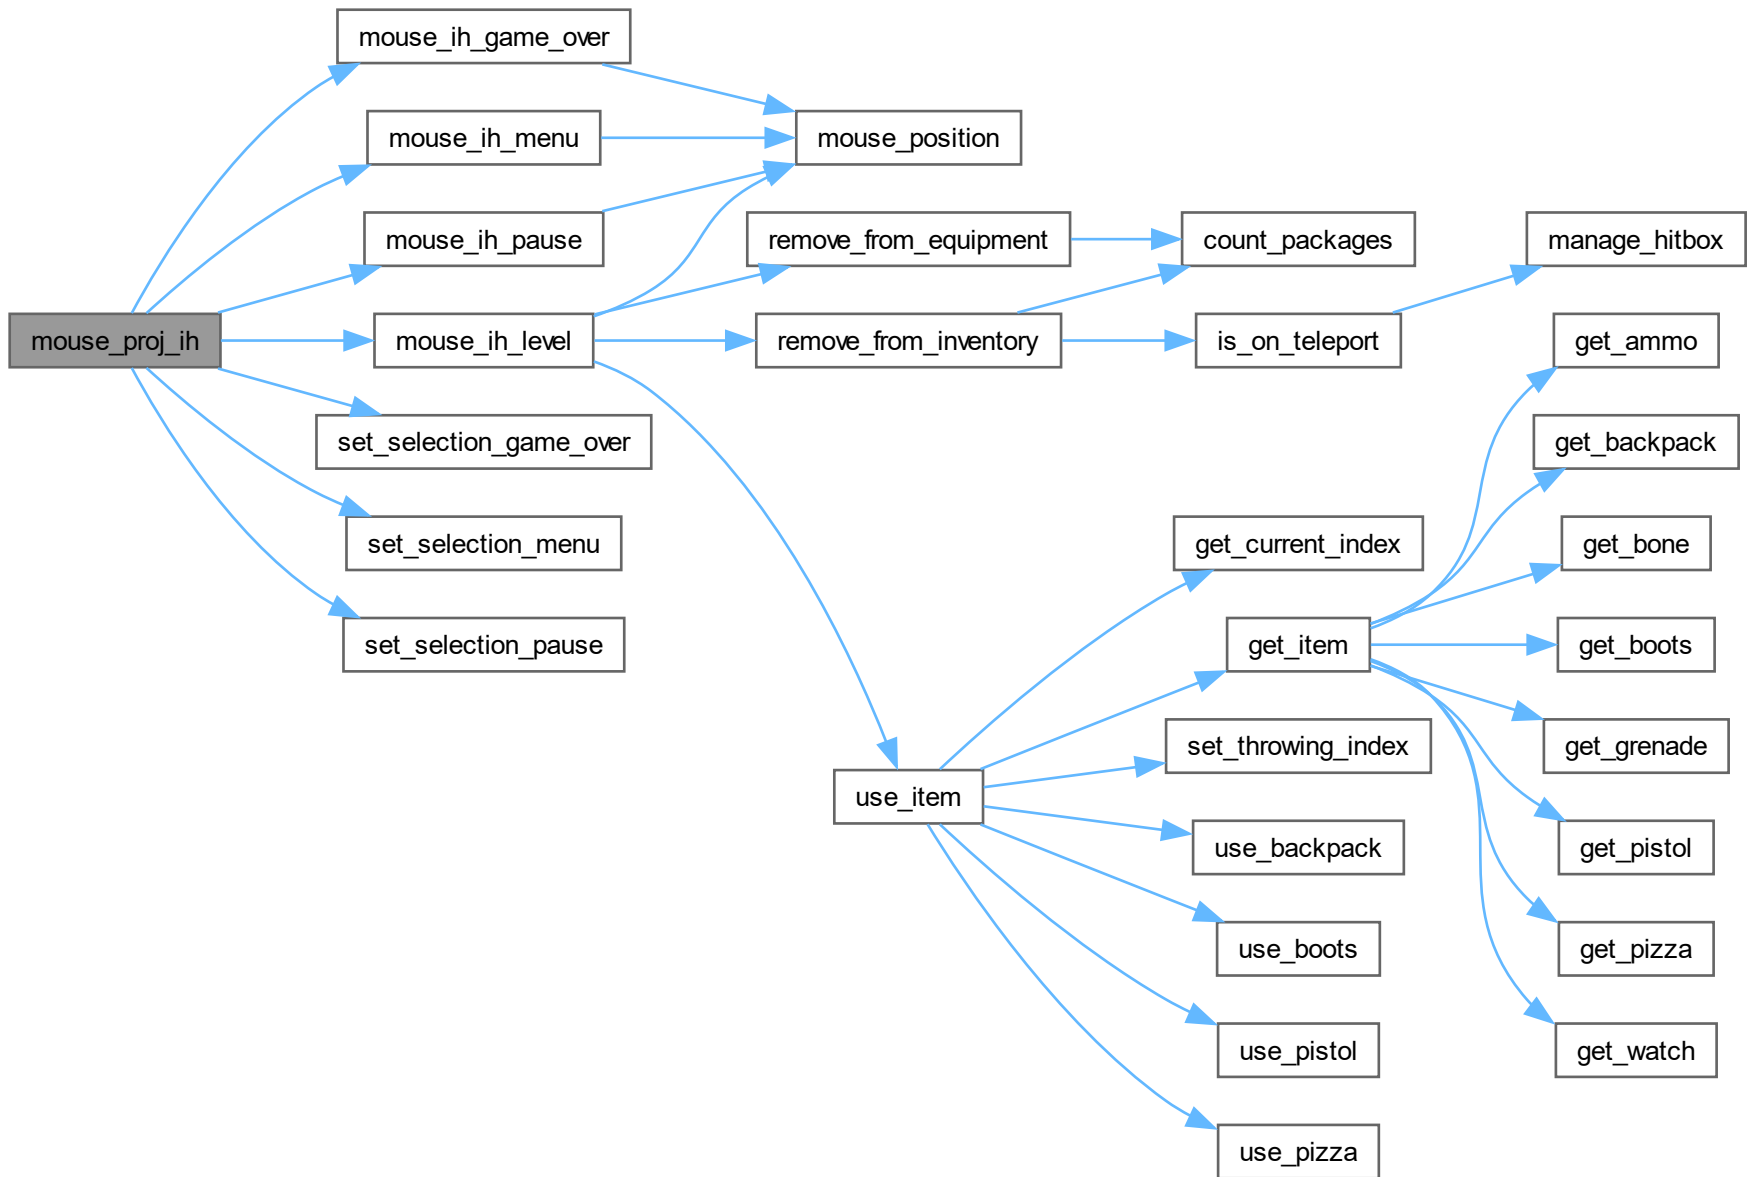 mouse_ih_game_over
mouse_ih_menu
mouse_position
mouse_ih_pause
remove_from_equipment
count_packages
manage_hitbox
mouse_proj_ih
mouse_ih_level
remove_from_inventory
is_on_teleport
get_ammo
set_selection_game_over
get_backpack
set_selection_menu
get_current_index
get_bone
set_selection_pause
get_item
get_boots
set_throwing_index
get_grenade
use_item
use_backpack
get_pistol
use_boots
get_pizza
use_pistol
get_watch
use_pizza